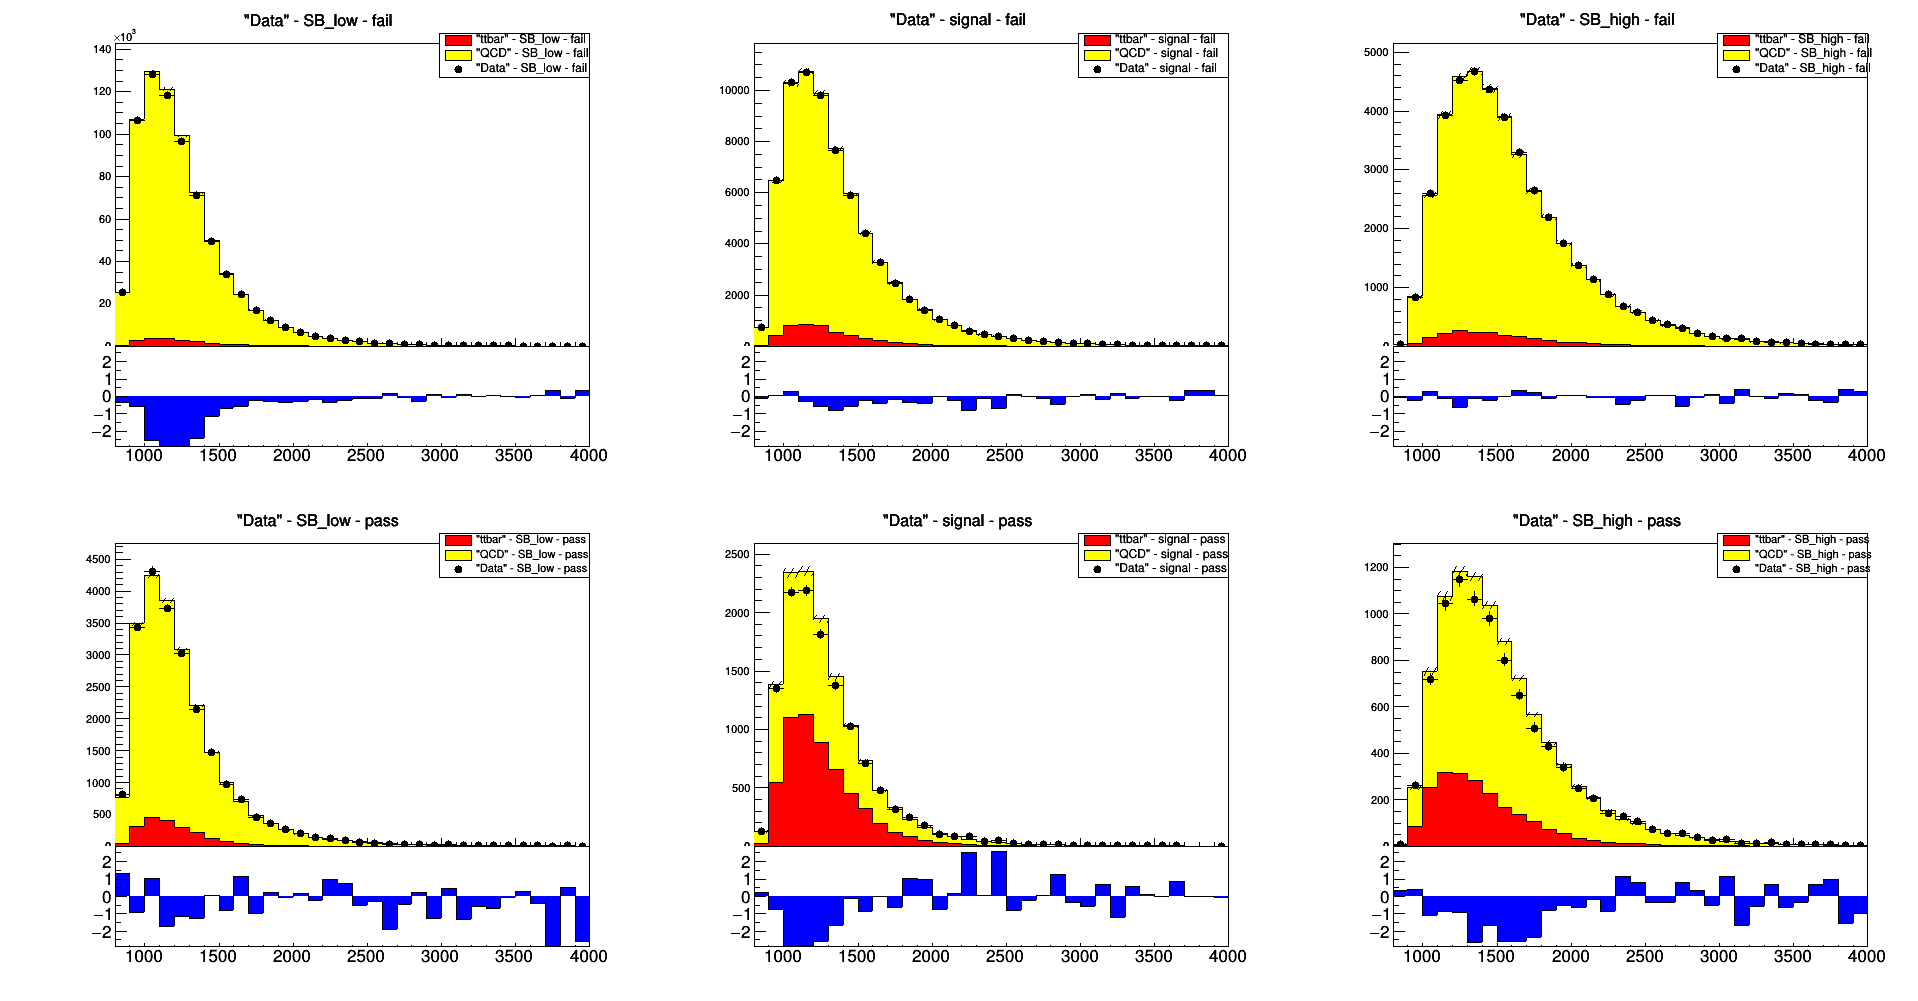 "Data" - SB_low - fail
×10³
"ttbar" - SB_low - fail
"QCD" - SB_low - fail
"Data" - SB_low - fail
140
120
100
80
60
40
20
2
1
0
−1
−2
1000 1500 2000 2500 3000 3500 4000
"Data" - signal - fail
"ttbar" - signal - fail
"QCD" - signal - fail
"Data" - signal - fail
10000
8000
6000
4000
2000
2
1
0
−1
−2
1000 1500 2000 2500 3000 3500 4000
"Data" - SB_high - fail
"ttbar" - SB_high - fail
"QCD" - SB_high - fail
"Data" - SB_high - fail
5000
4000
3000
2000
1000
2
1
0
−1
−2
1000 1500 2000 2500 3000 3500 4000
"Data" - SB_low - pass
"ttbar" - SB_low - pass
"QCD" - SB_low - pass
"Data" - SB_low - pass
4500
4000
3500
3000
2500
2000
1500
1000
500
2
1
0
−1
−2
1000 1500 2000 2500 3000 3500 4000
"Data" - signal - pass
"ttbar" - signal - pass
"QCD" - signal - pass
"Data" - signal - pass
2500
2000
1500
1000
500
2
1
0
−1
−2
1000 1500 2000 2500 3000 3500 4000
"Data" - SB_high - pass
"ttbar" - SB_high - pass
"QCD" - SB_high - pass
"Data" - SB_high - pass
1200
1000
800
600
400
200
2
1
0
−1
−2
1000 1500 2000 2500 3000 3500 4000